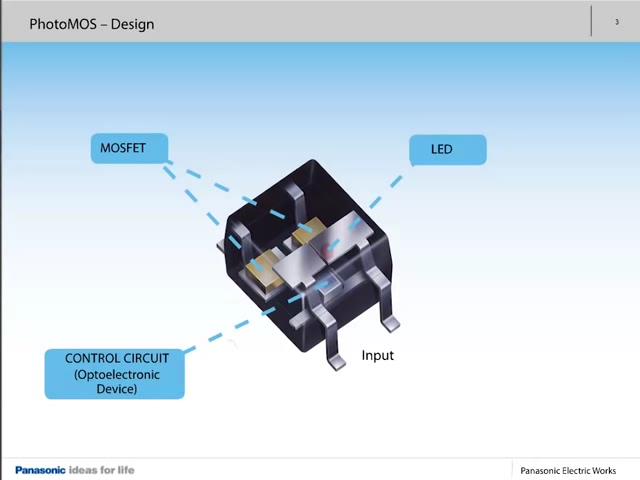 PhotoMOS – Design
3
MOSFET
LED
CONTROL CIRCUIT
(Optoelectronic
Device)
Input
Panasonic ideas for life
Panasonic Electric Works